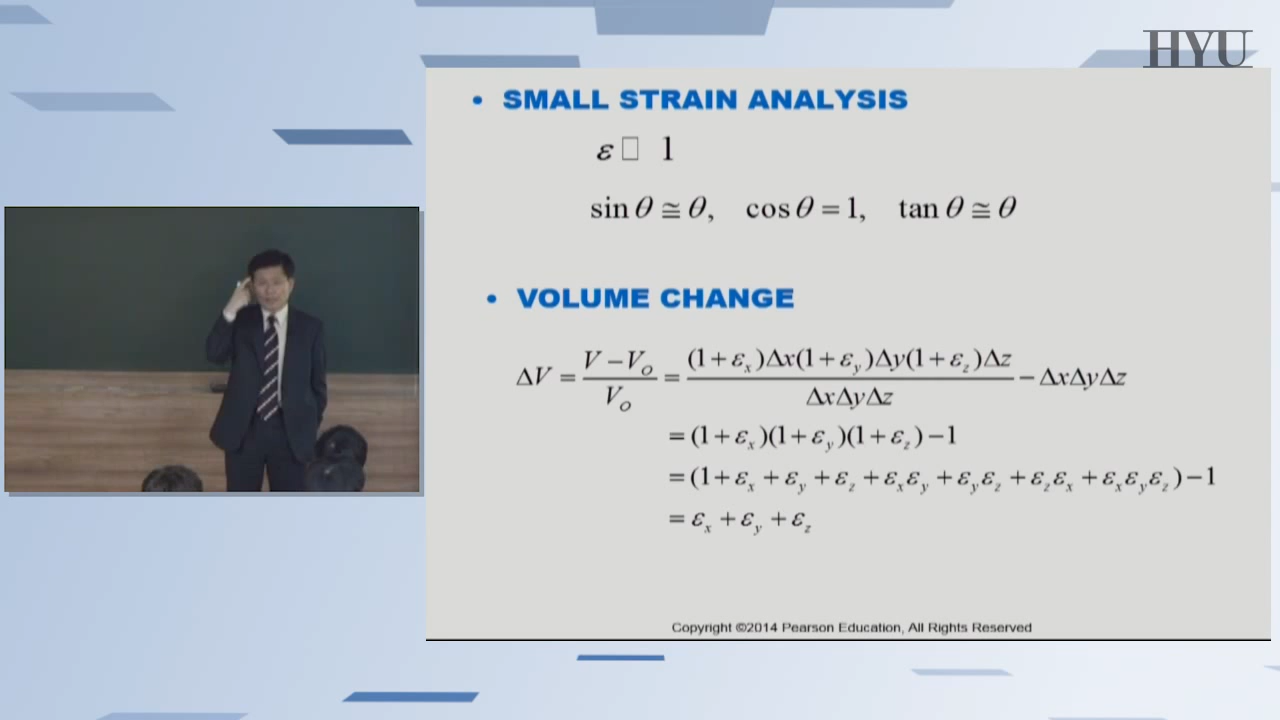 HYU
• SMALL STRAIN ANALYSIS
ε□ 1
sin θ ≅ θ, cos θ = 1, tan θ ≅ θ
• VOLUME CHANGE
ΔV = (V − V_O)/V_O = ((1 + ε_x)Δx(1 + ε_y)Δy(1 + ε_z)Δz)/(ΔxΔyΔz) − ΔxΔyΔz
= (1 + ε_x)(1 + ε_y)(1 + ε_z) − 1
= (1 + ε_x + ε_y + ε_z + ε_xε_y + ε_yε_z + ε_zε_x + ε_xε_yε_z) − 1
= ε_x + ε_y + ε_z
Copyright ©2014 Pearson Education, All Rights Reserved